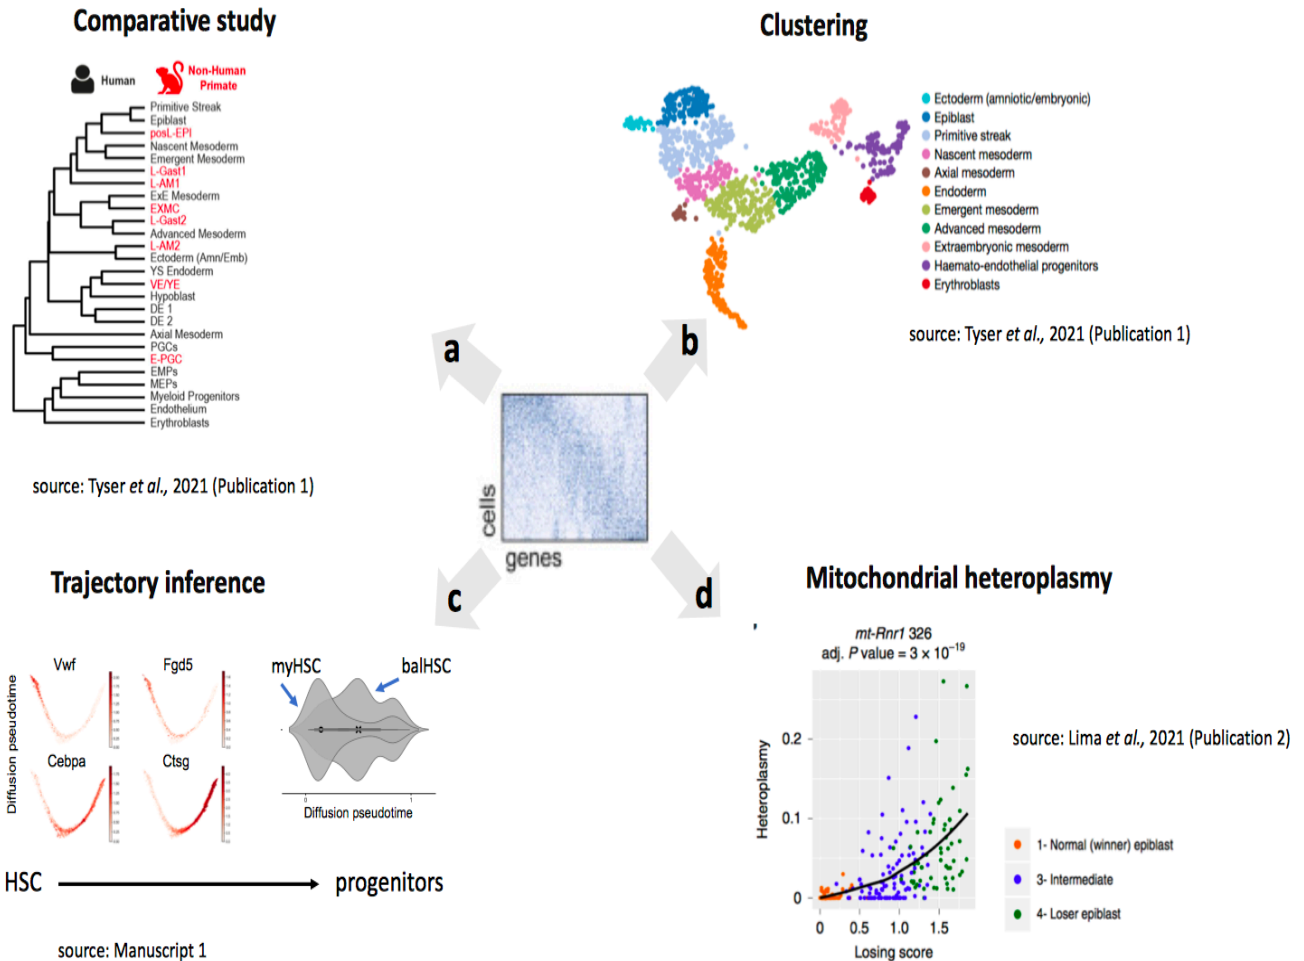 Comparative study
Human
Non-Human
Primate
Primitive Streak
Epiblast
posL-EPI
Nascent Mesoderm
Emergent Mesoderm
L-Gast1
L-AM1
ExE Mesoderm
EXMC
L-Gast2
Advanced Mesoderm
L-AM2
Ectoderm (Amn/Emb)
YS Endoderm
VE/YE
Hypoblast
DE 1
DE 2
Axial Mesoderm
PGCs
E-PGC
EMPs
MEPs
Myeloid Progenitors
Endothelium
Erythroblasts
source: Tyser et al., 2021 (Publication 1)
a
Clustering
Ectoderm (amniotic/embryonic)
Epiblast
Primitive streak
Nascent mesoderm
Axial mesoderm
Endoderm
Emergent mesoderm
Advanced mesoderm
Extraembryonic mesoderm
Haemato-endothelial progenitors
Erythroblasts
source: Tyser et al., 2021 (Publication 1)
b
cells
genes
Trajectory inference
c
Vwf
Fgd5
Cebpa
Ctsg
Diffusion pseudotime
myHSC
balHSC
0
1
Diffusion pseudotime
HSC
progenitors
source: Manuscript 1
d
Mitochondrial heteroplasmy
mt-Rnr1 326
adj. P value = 3 × 10⁻¹⁹
Heteroplasmy
0.2
0.1
0
0 0.5 1.0 1.5
Losing score
source: Lima et al., 2021 (Publication 2)
1- Normal (winner) epiblast
3- Intermediate
4- Loser epiblast